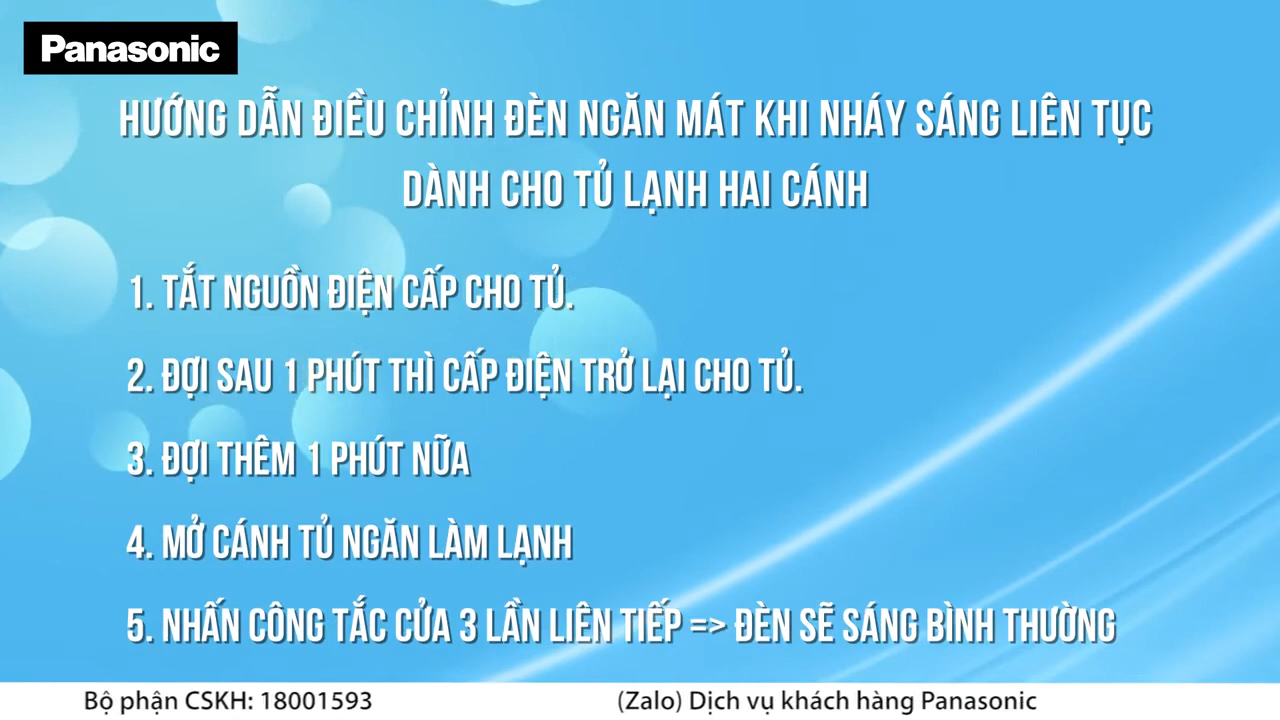 Panasonic
HƯỚNG DẪN ĐIỀU CHỈNH ĐÈN NGĂN MÁT KHI NHÁY SÁNG LIÊN TỤC
DÀNH CHO TỦ LẠNH HAI CÁNH
1. TẮT NGUỒN ĐIỆN CẤP CHO TỦ.
2. ĐỢI SAU 1 PHÚT THÌ CẤP ĐIỆN TRỞ LẠI CHO TỦ.
3. ĐỢI THÊM 1 PHÚT NỮA
4. MỞ CÁNH TỦ NGĂN LÀM LẠNH
5. NHẤN CÔNG TẮC CỬA 3 LẦN LIÊN TIẾP => ĐÈN SẼ SÁNG BÌNH THƯỜNG
Bộ phận CSKH: 18001593
(Zalo) Dịch vụ khách hàng Panasonic